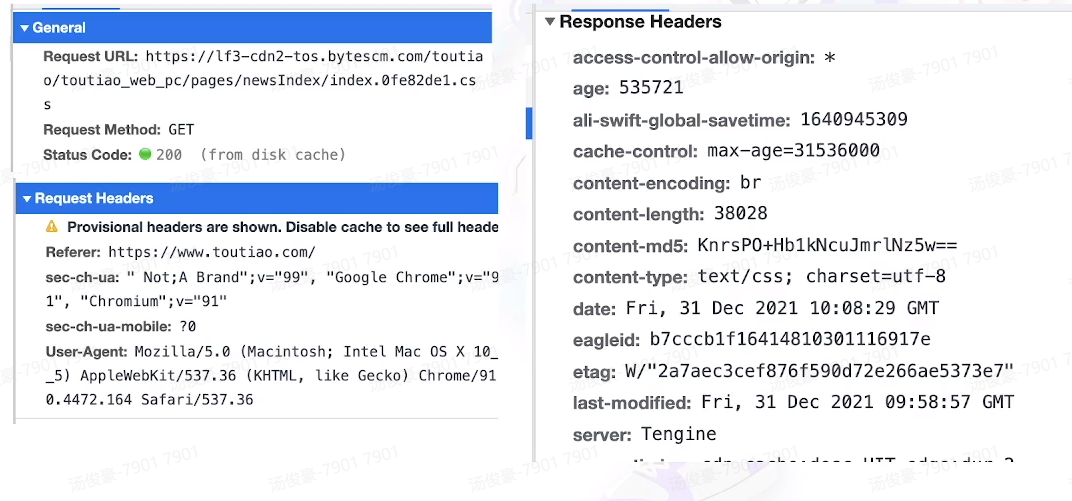 General
Request URL: https://lf3-cdn2-tos.bytescm.com/toutia
o/toutiao_web_pc/pages/newsIndex/index.0fe82de1.cs
s
Request Method: GET
Status Code: 200 (from disk cache)
Request Headers
Provisional headers are shown. Disable cache to see full heade
Referer: https://www.toutiao.com/
sec-ch-ua: " Not;A Brand";v="99", "Google Chrome";v="9
1", "Chromium";v="91"
sec-ch-ua-mobile: ?0
User-Agent: Mozilla/5.0 (Macintosh; Intel Mac OS X 10_
_5) AppleWebKit/537.36 (KHTML, like Gecko) Chrome/91
0.4472.164 Safari/537.36
Response Headers
access-control-allow-origin: *
age: 535721
ali-swift-global-savetime: 1640945309
cache-control: max-age=31536000
content-encoding: br
content-length: 38028
content-md5: KnrsPO+Hb1kNcuJmrlNz5w==
content-type: text/css; charset=utf-8
date: Fri, 31 Dec 2021 10:08:29 GMT
eagleid: b7cccb1f16414810301116917e
etag: W/"2a7aec3cef876f590d72e266ae5373e7"
last-modified: Fri, 31 Dec 2021 09:58:57 GMT
server: Tengine
汤俊豪-7901 7901